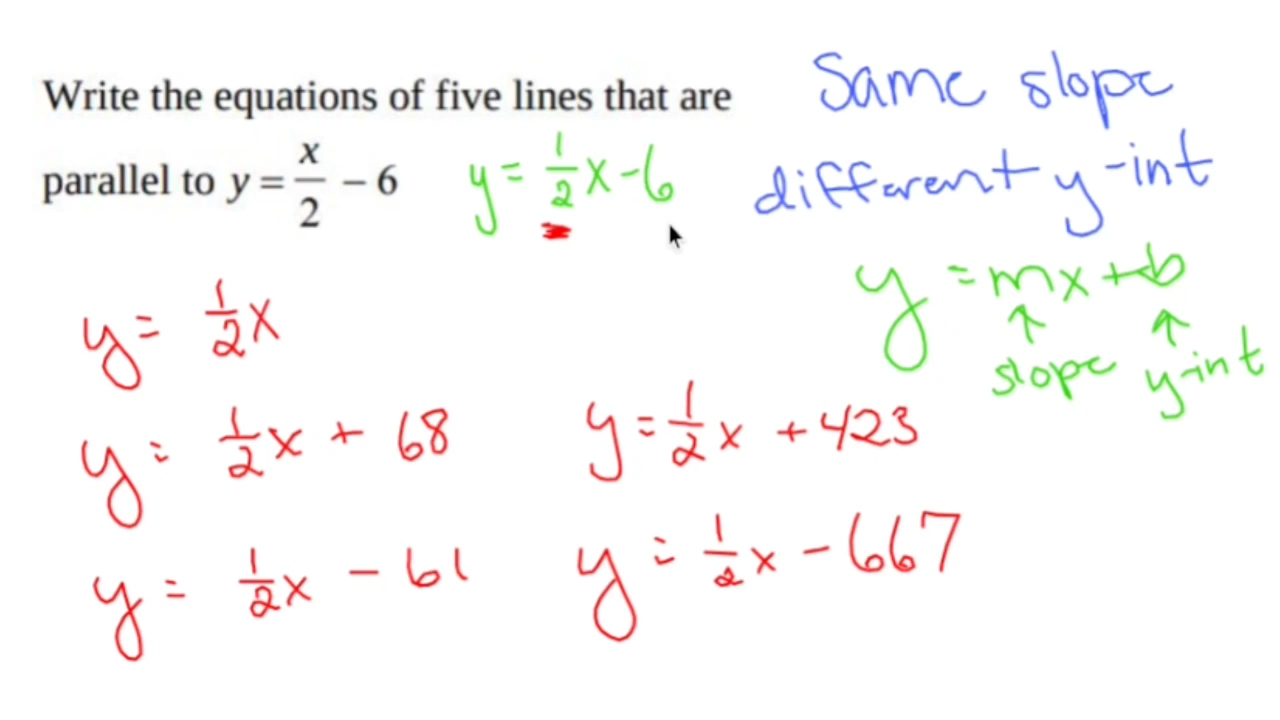 Write the equations of five lines that are
parallel to y = x/2 − 6
y = 1/2 x - 6
Same slope
different y-int
y = mx + b
slope y-int
y = 1/2 x
y = 1/2 x + 68
y = 1/2 x + 423
y = 1/2 x - 61
y = 1/2 x - 667